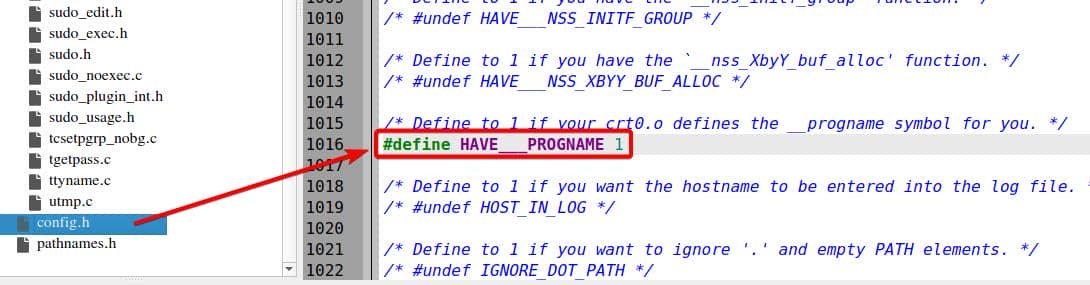 sudo_edit.h
sudo_exec.h
sudo.h
sudo_noexec.c
sudo_plugin_int.h
sudo_usage.h
tcsetpgrp_nobg.c
tgetpass.c
ttyname.c
utmp.c
config.h
pathnames.h
1009 /* Define to 1 if you have the `__nss_initf_group' function. */
1010 /* #undef HAVE___NSS_INITF_GROUP */
1011
1012 /* Define to 1 if you have the `__nss_XbyY_buf_alloc' function. */
1013 /* #undef HAVE___NSS_XBYY_BUF_ALLOC */
1014
1015 /* Define to 1 if your crt0.o defines the __progname symbol for you. */
1016 #define HAVE___PROGNAME 1
1017
1018 /* Define to 1 if you want the hostname to be entered into the log file. *
1019 /* #undef HOST_IN_LOG */
1020
1021 /* Define to 1 if you want to ignore '.' and empty PATH elements. */
1022 /* #undef IGNORE_DOT_PATH */